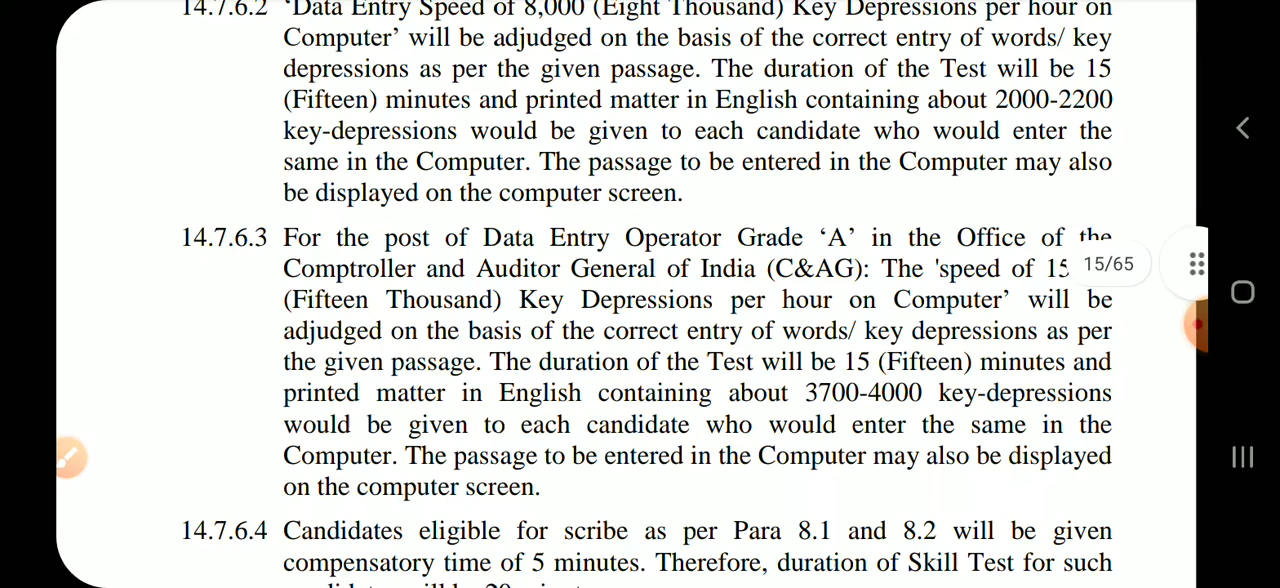 14.7.6.2 'Data Entry Speed of 8,000 (Eight Thousand) Key Depressions per hour on
Computer' will be adjudged on the basis of the correct entry of words/ key
depressions as per the given passage. The duration of the Test will be 15
(Fifteen) minutes and printed matter in English containing about 2000-2200
key-depressions would be given to each candidate who would enter the
same in the Computer. The passage to be entered in the Computer may also
be displayed on the computer screen.
14.7.6.3 For the post of Data Entry Operator Grade 'A' in the Office of the
Comptroller and Auditor General of India (C&AG): The 'speed of 15
15/65
(Fifteen Thousand) Key Depressions per hour on Computer' will be
adjudged on the basis of the correct entry of words/ key depressions as per
the given passage. The duration of the Test will be 15 (Fifteen) minutes and
printed matter in English containing about 3700-4000 key-depressions
would be given to each candidate who would enter the same in the
Computer. The passage to be entered in the Computer may also be displayed
on the computer screen.
14.7.6.4 Candidates eligible for scribe as per Para 8.1 and 8.2 will be given
compensatory time of 5 minutes. Therefore, duration of Skill Test for such